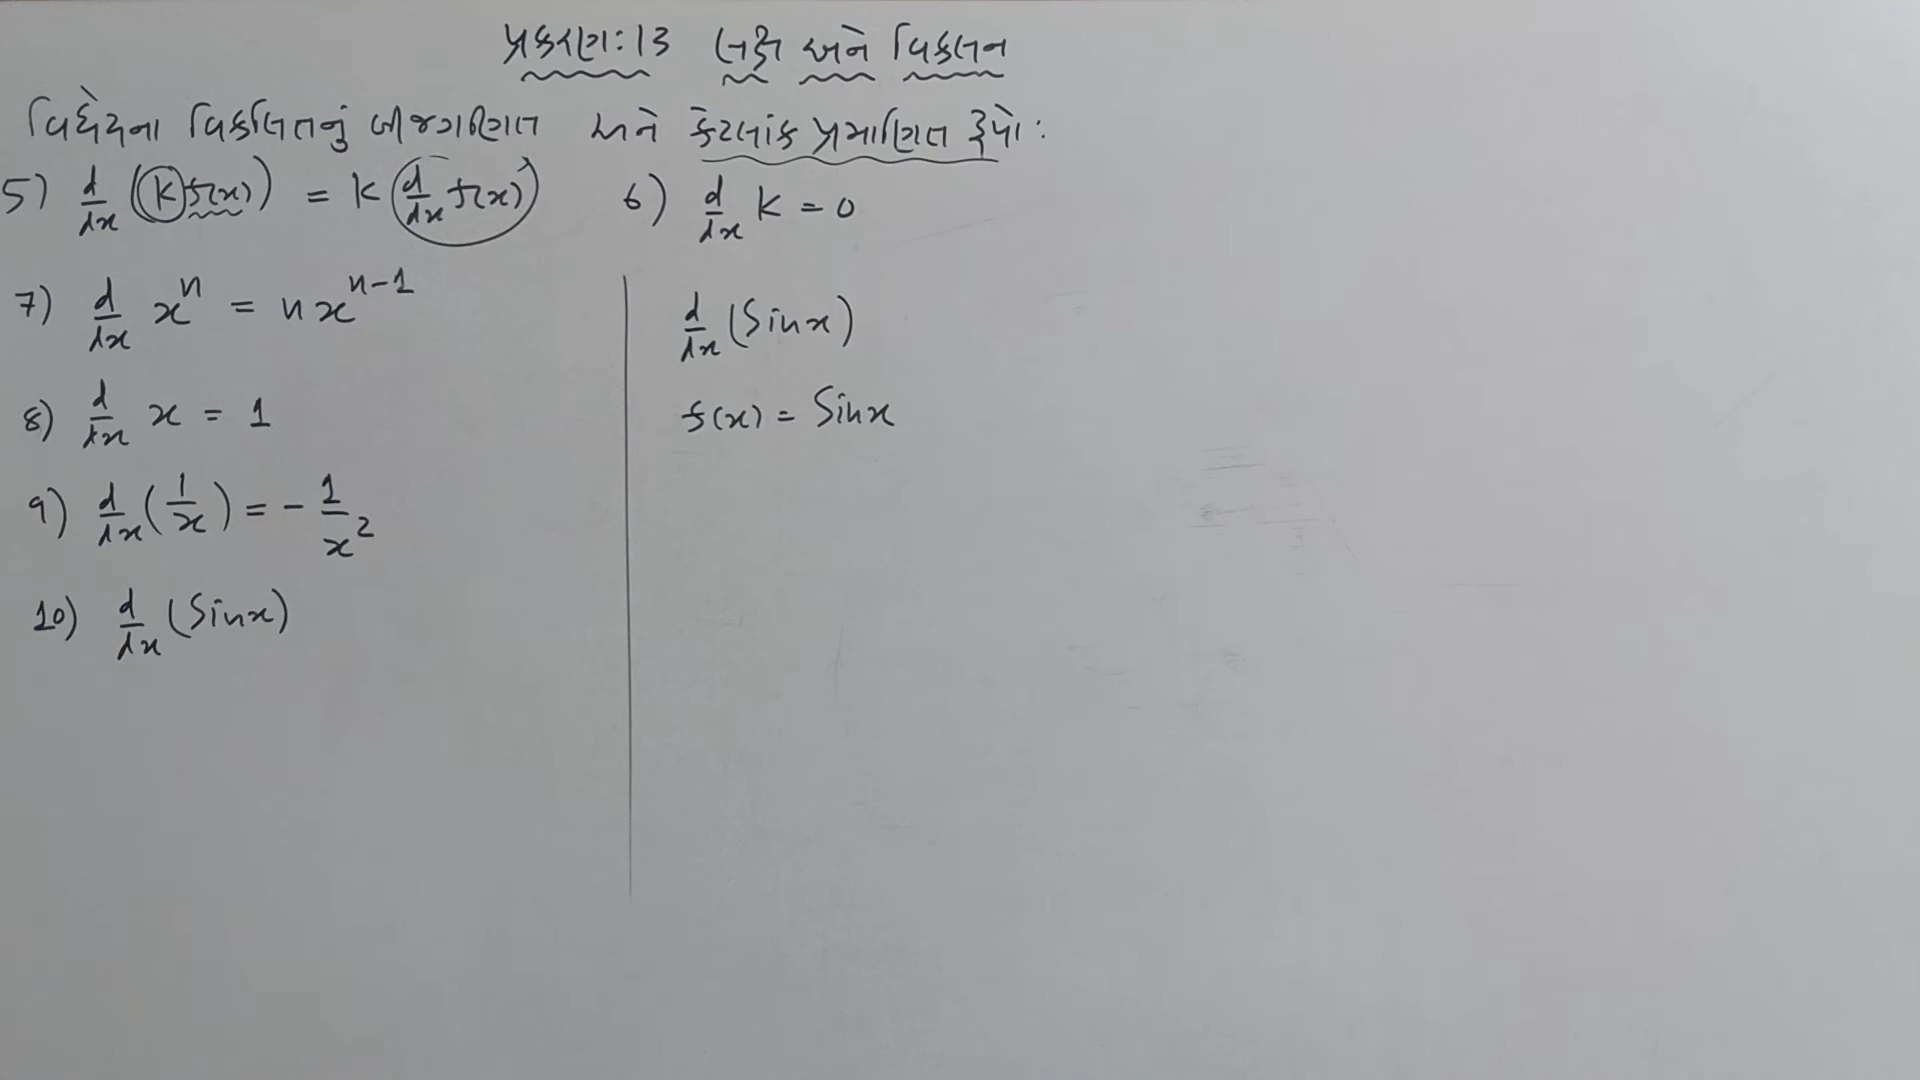 પ્રકરણ:13 લક્ષ અને વિકલન
વિધેયના વિકલિતનું બીજગણિત અને કેટલાંક પ્રમાણિત રૂપો:
5) d/dx (k f(x)) = k (d/dx f(x)) 6) d/dx k = 0
7) d/dx x^n = n x^(n-1)
8) d/dx x = 1
9) d/dx (1/x) = - 1/x^2
10) d/dx (Sinx)
d/dx (Sinx)
f(x) = Sinx